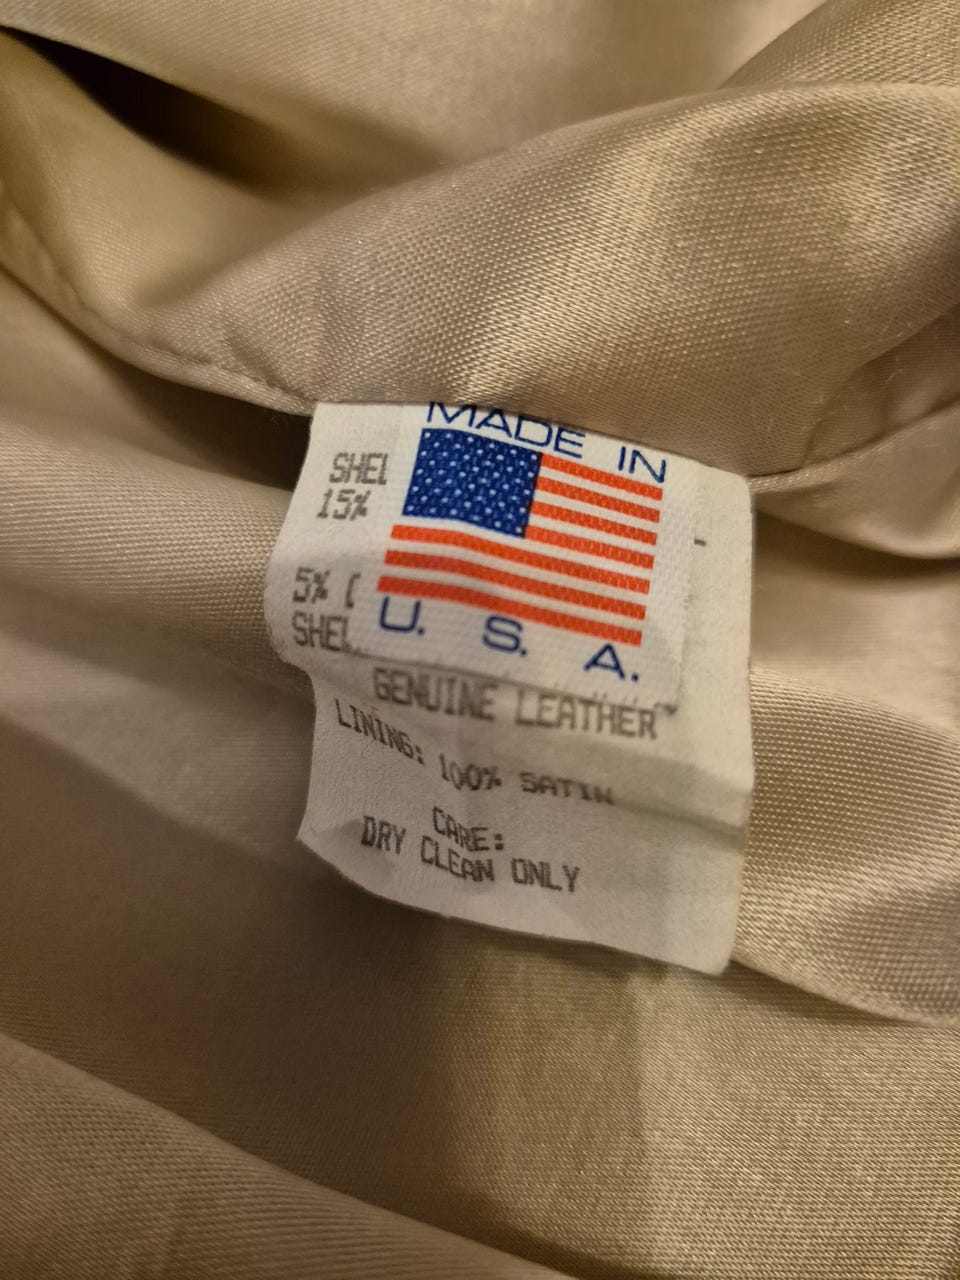 MADE IN
U. S. A.
SHEL
15%
5% [
SHEL
GENUINE LEATHER
LINING:
100% SATIN
CARE:
DRY CLEAN ONLY